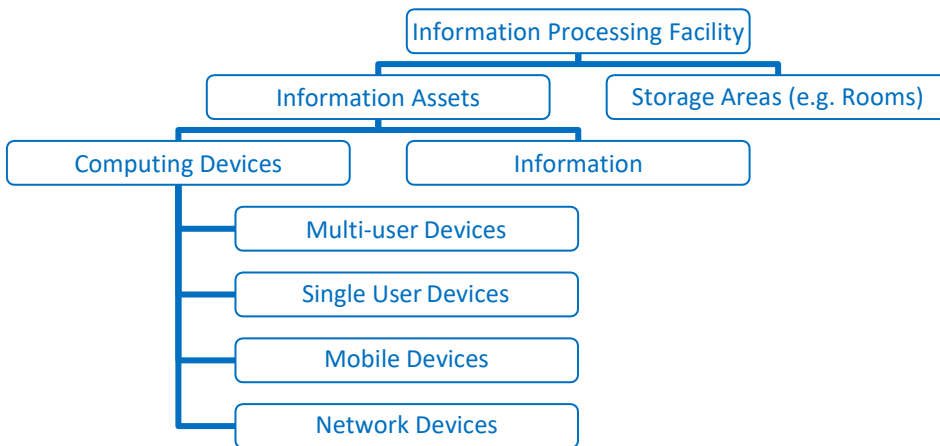 Information Processing Facility
Information Assets
Storage Areas (e.g. Rooms)
Computing Devices
Information
Multi-user Devices
Single User Devices
Mobile Devices
Network Devices